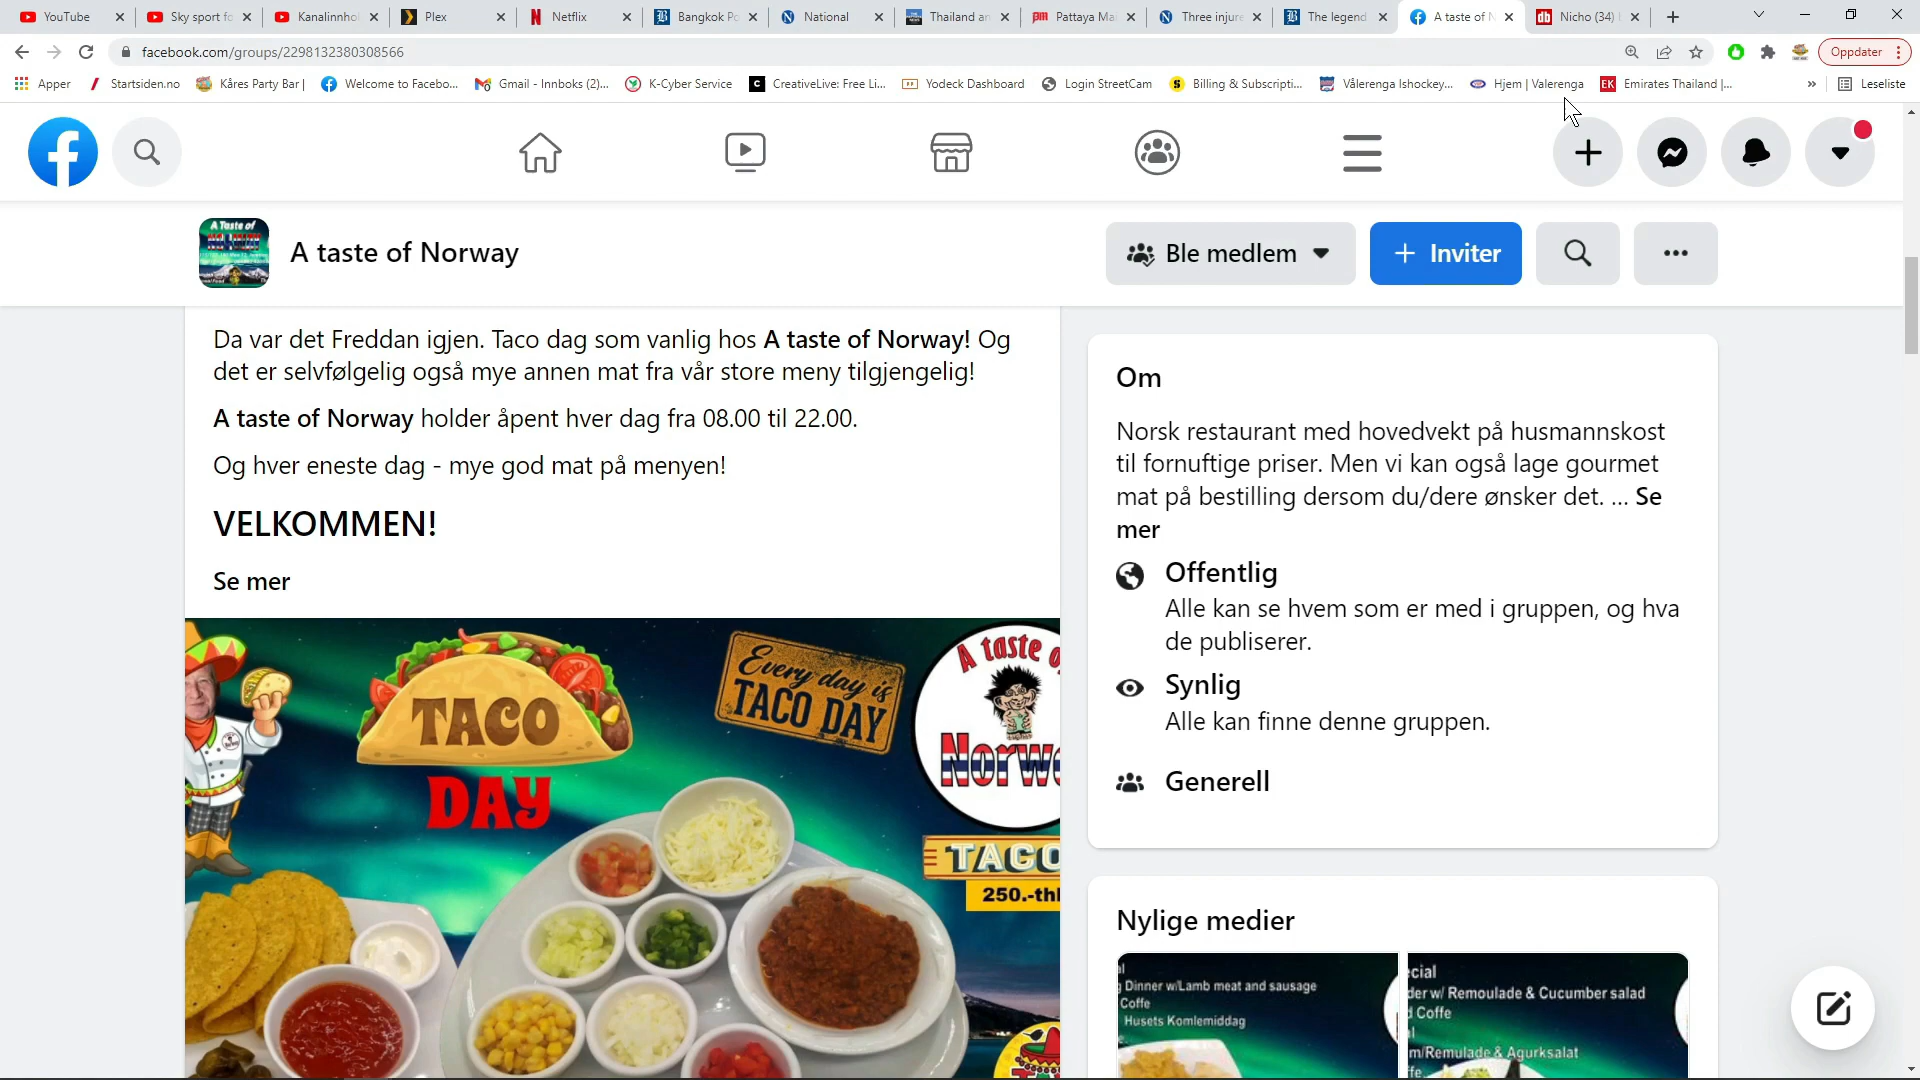 YouTube
Sky sport fo
Kanalinnhol
Plex
Netflix
Bangkok Po
National
Thailand an
Pattaya Mai
Three injure
The legend
A taste of N
Nicho (34)
facebook.com/groups/2298132380308566
Oppdater
Apper
Startsiden.no
Kåres Party Bar |
Welcome to Facebo...
Gmail - Innboks (2)...
K-Cyber Service
CreativeLive: Free Li...
Yodeck Dashboard
Login StreetCam
Billing & Subscripti...
Vålerenga Ishockey...
Hjem | Valerenga
Emirates Thailand |...
»
Leseliste
A taste of Norway
Ble medlem
+ Inviter
Da var det Freddan igjen. Taco dag som vanlig hos A taste of Norway! Og
det er selvfølgelig også mye annen mat fra vår store meny tilgjengelig!
A taste of Norway holder åpent hver dag fra 08.00 til 22.00.
Og hver eneste dag - mye god mat på menyen!
VELKOMMEN!
Se mer
TACO
DAY
Every day is
TACO DAY
A taste o
Norw
TACO
250.-th
Om
Norsk restaurant med hovedvekt på husmannskost
til fornuftige priser. Men vi kan også lage gourmet
mat på bestilling dersom du/dere ønsker det. ... Se
mer
Offentlig
Alle kan se hvem som er med i gruppen, og hva
de publiserer.
Synlig
Alle kan finne denne gruppen.
Generell
Nylige medier
Dinner w/Lamb meat and sausage
Coffe
Husets Komlemiddag
cial
der w/ Remoulade & Cucumber salad
Coffe
m/Remulade & Agurksalat